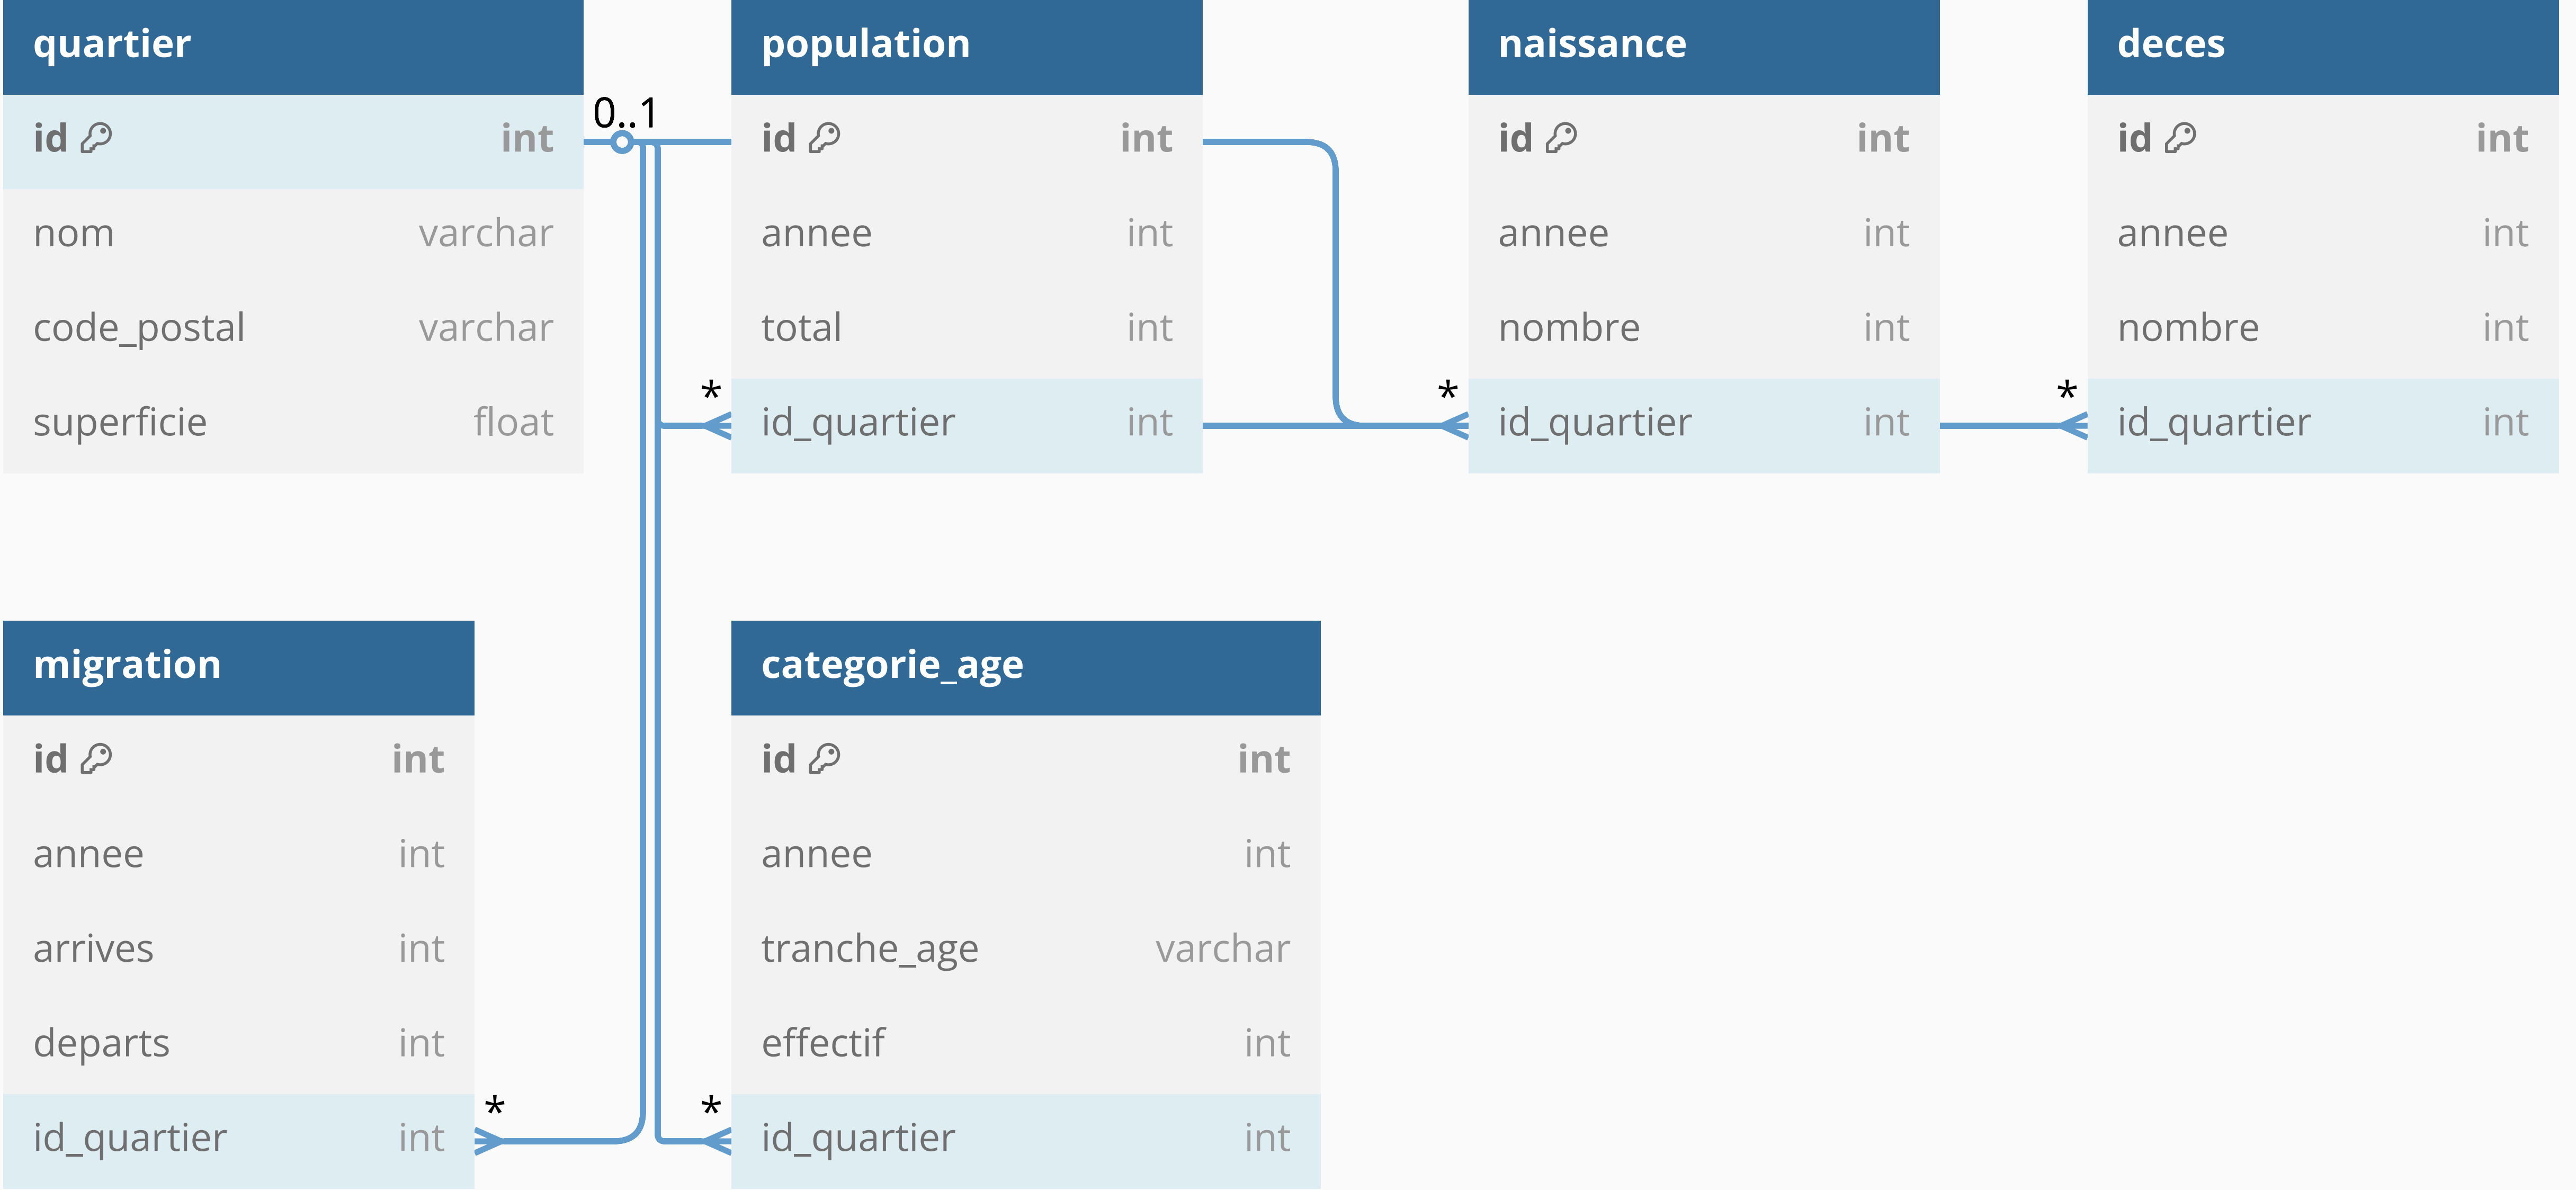 quartier
id int
nom varchar
code_postal varchar
superficie float
0..1
population
id int
annee int
total int
*
id_quartier int
naissance
id int
annee int
nombre int
*
id_quartier int
deces
id int
annee int
nombre int
*
id_quartier int
migration
id int
annee int
arrives int
departs int
id_quartier int
*
categorie_age
id int
annee int
tranche_age varchar
effectif int
*
id_quartier int